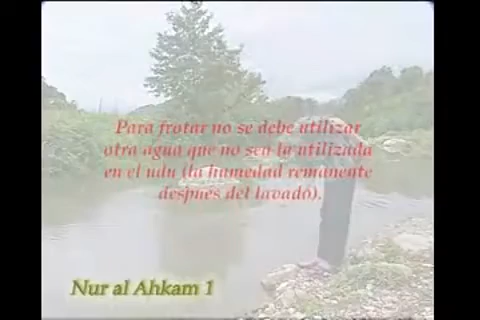 Para frotar no se debe utilizar
otra agua que no sea la utilizada
en el udu (la humedad remanente
después del lavado).
Nur al Ahkam 1